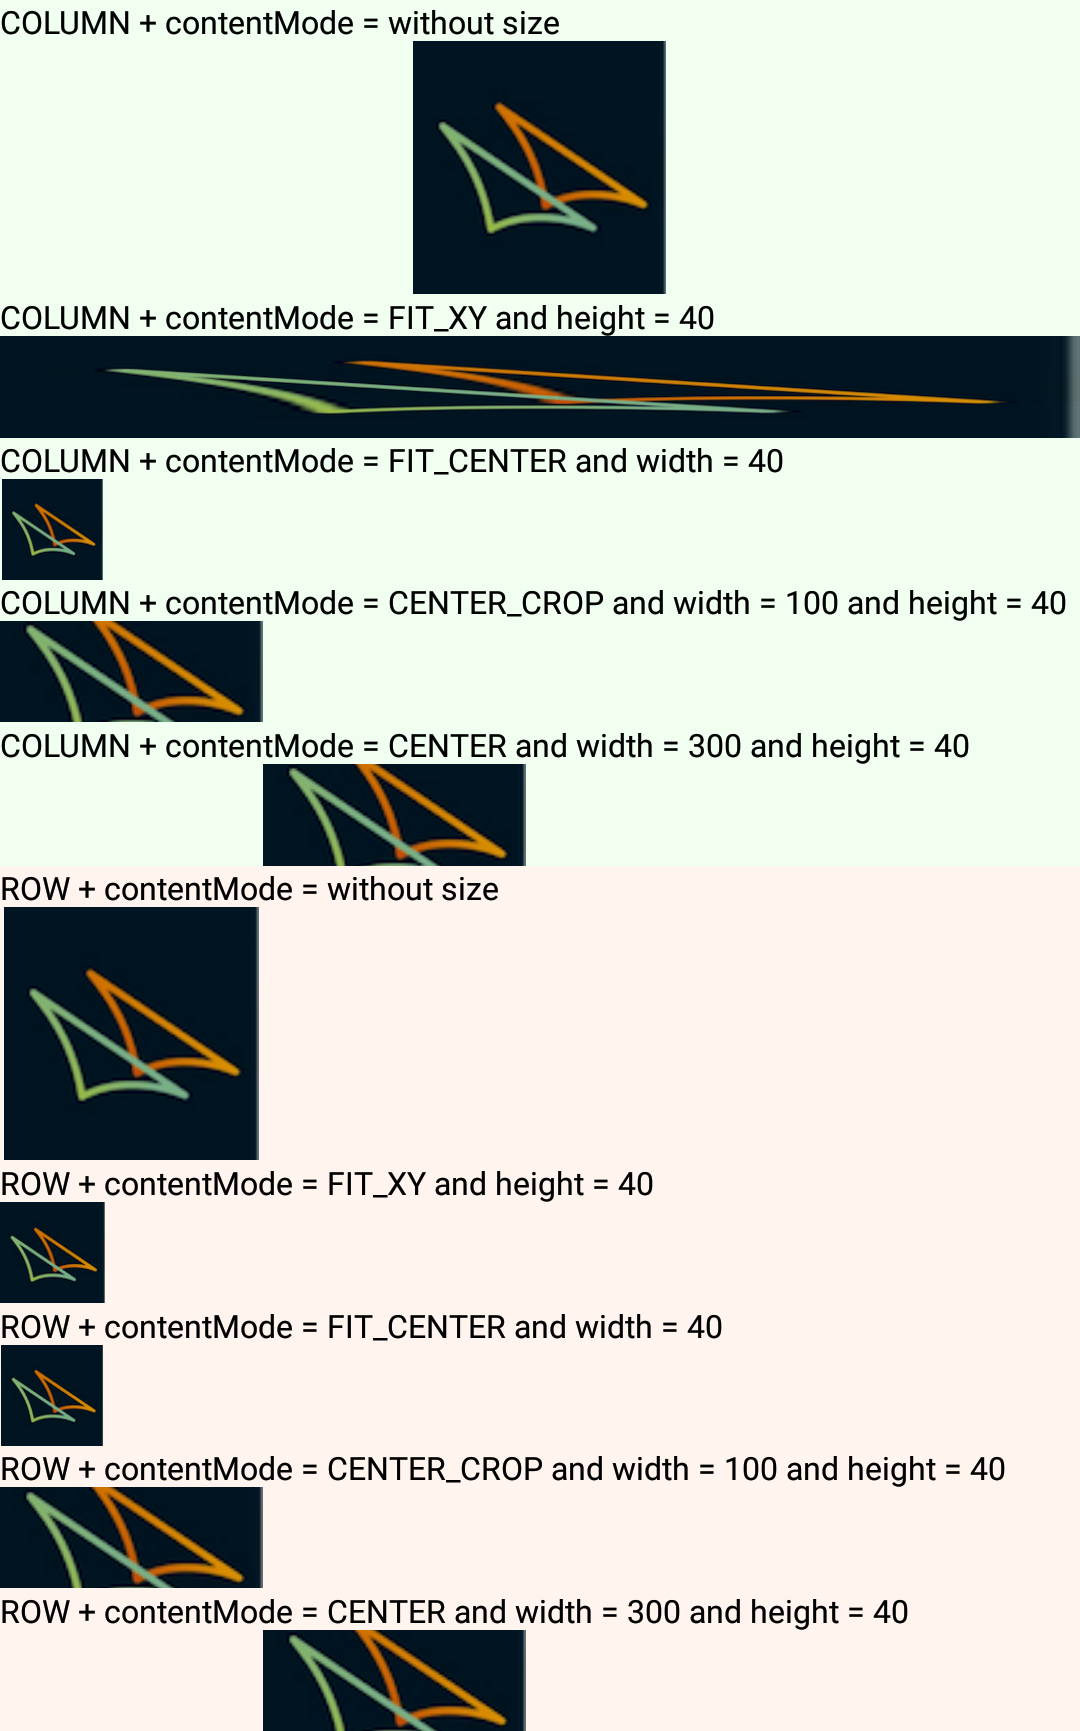 COLUMN + contentMode = without size
COLUMN + contentMode = FIT_XY and height = 40
COLUMN + contentMode = FIT_CENTER and width = 40
COLUMN + contentMode = CENTER_CROP and width = 100 and height = 40
COLUMN + contentMode = CENTER and width = 300 and height = 40
ROW + contentMode = without size
ROW + contentMode = FIT_XY and height = 40
ROW + contentMode = FIT_CENTER and width = 40
ROW + contentMode = CENTER_CROP and width = 100 and height = 40
ROW + contentMode = CENTER and width = 300 and height = 40